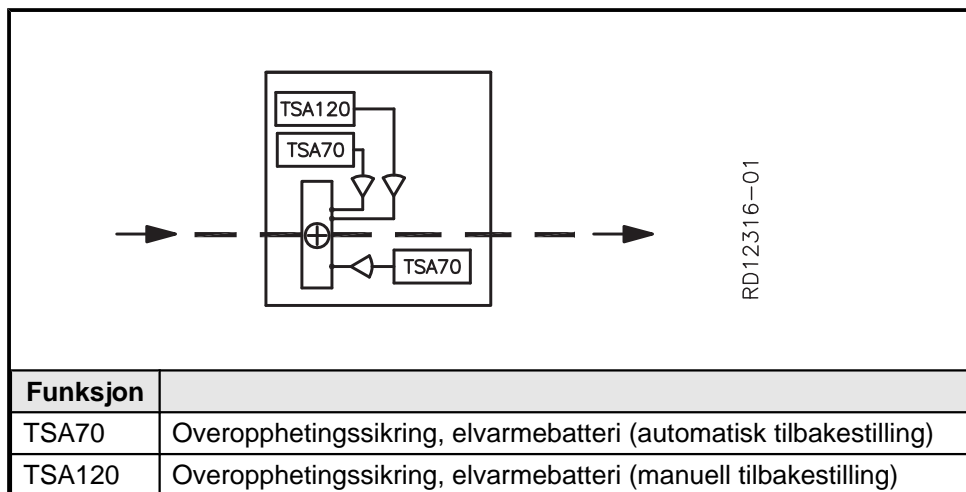 TSA120
TSA70
TSA70
RD12316-01
Funksjon
TSA70 Overopphetingssikring, elvarmebatteri (automatisk tilbakestilling)
TSA120 Overopphetingssikring, elvarmebatteri (manuell tilbakestilling)